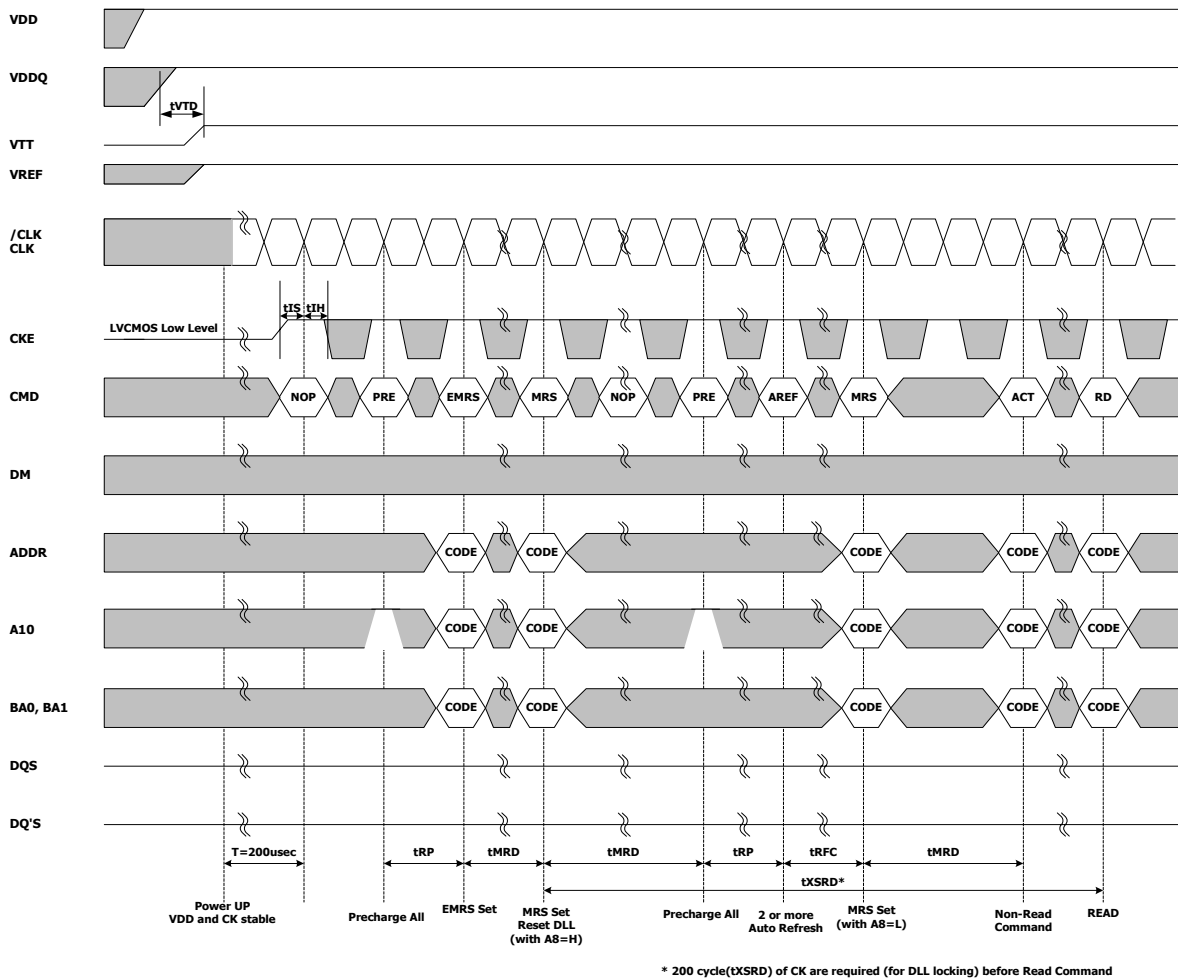 VDD
VDDQ
tVTD
VTT
VREF
/CLK
CLK
tIS tIH
LVCMOS Low Level
CKE
CMD NOP PRE EMRS MRS NOP PRE AREF MRS ACT RD
DM
ADDR CODE CODE CODE CODE CODE
A10 CODE CODE CODE CODE CODE
BA0, BA1 CODE CODE CODE CODE CODE
DQS
DQ'S
T=200usec tRP tMRD tMRD tRP tRFC tMRD
tXSRD*
Power UP
VDD and CK stable
Precharge All
EMRS Set
MRS Set
Reset DLL
(with A8=H)
Precharge All
2 or more
Auto Refresh
MRS Set
(with A8=L)
Non-Read
Command
READ
* 200 cycle(tXSRD) of CK are required (for DLL locking) before Read Command